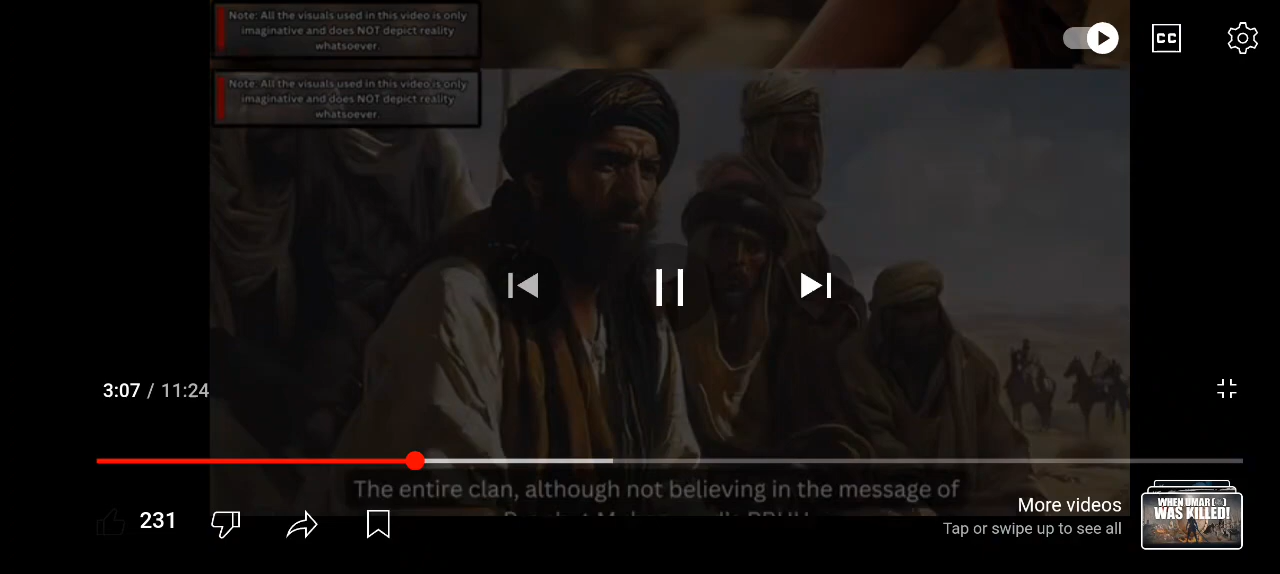 Note: All the visuals used in this video is only
imaginative and does NOT depict reality
whatsoever.
Note: All the visuals used in this video is only
imaginative and does NOT depict reality
whatsoever.
CC
3:07 / 11:24
The entire clan, although not believing in the message of
231
More videos
Tap or swipe up to see all
WHEN UMAR
WAS KILLED!